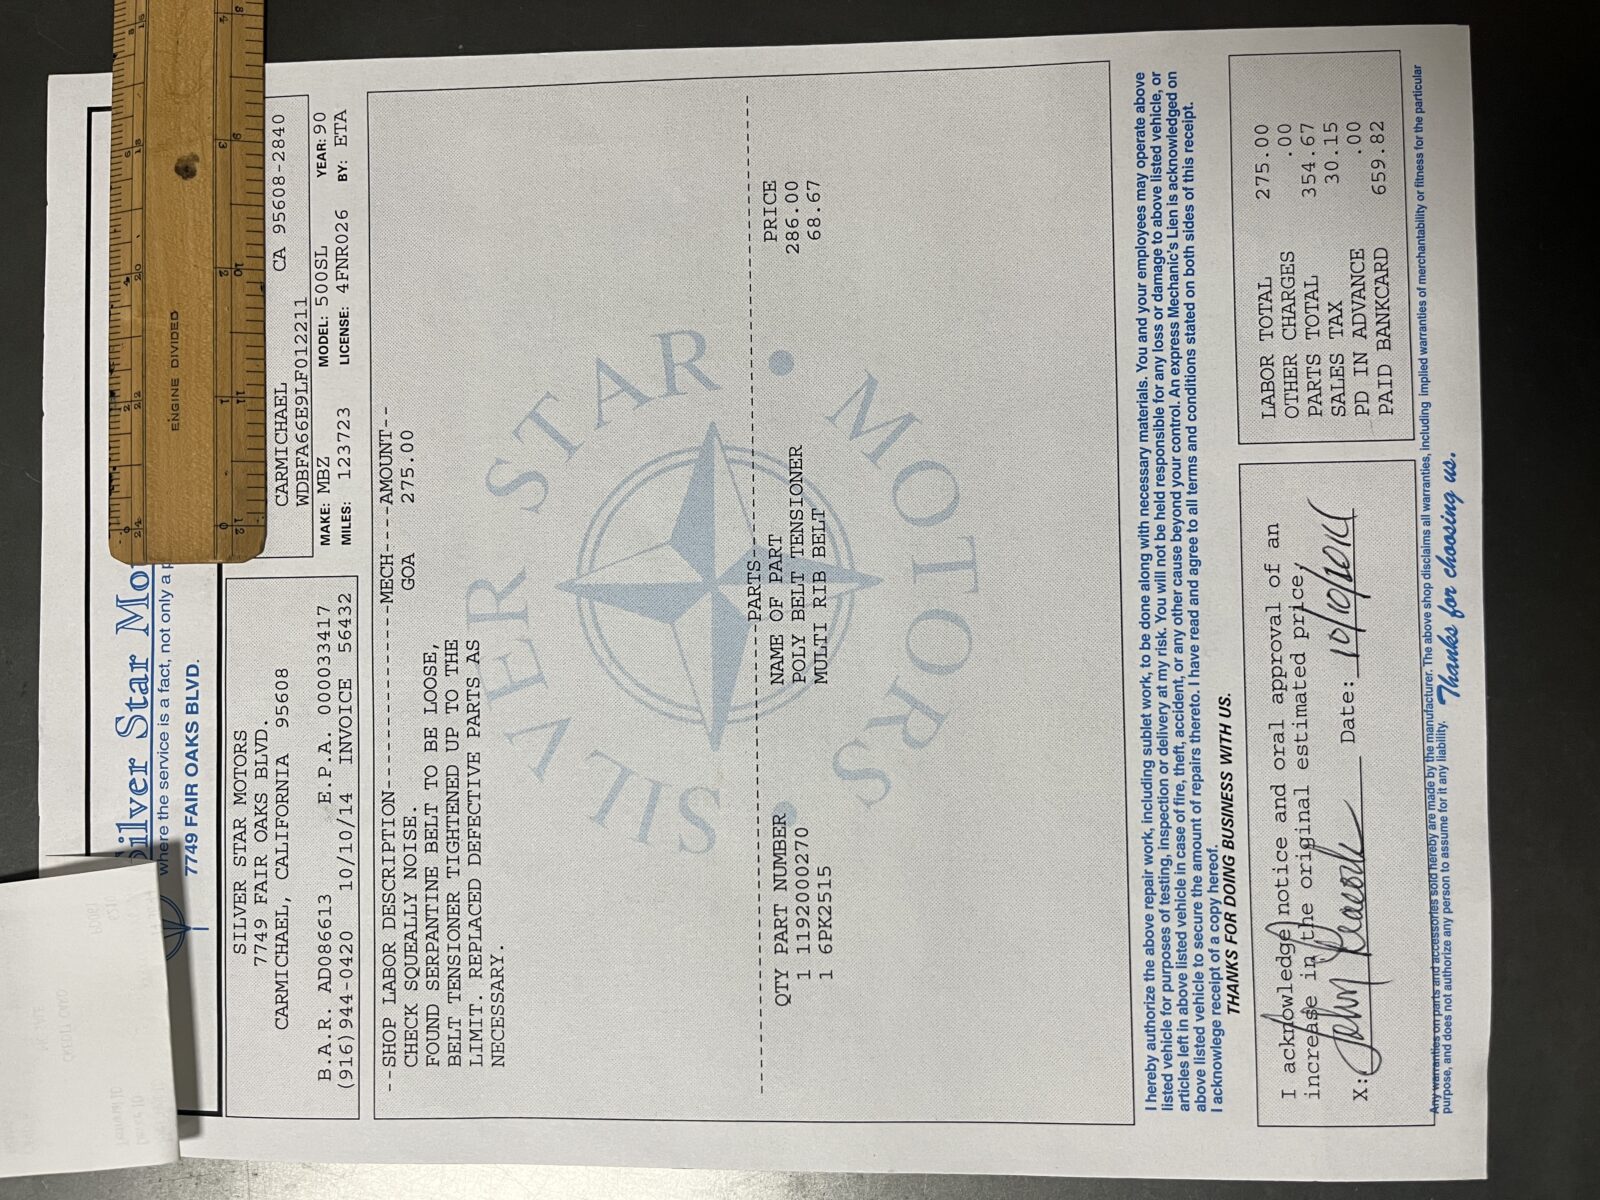 Silver Star Mo
where the service is a fact, not only a p
7749 FAIR OAKS BLVD.
ENGINE DIVIDED
SILVER STAR MOTORS
7749 FAIR OAKS BLVD.
CARMICHAEL, CALIFORNIA 95608
B.A.R. AD086613 E.P.A. 000033417
(916)944-0420 10/10/14 INVOICE 56432
CARMICHAEL CA 95608-2840
WDBFA66E9LF012211
MAKE: MBZ MODEL: 500SL YEAR: 90
MILES: 123723 LICENSE: 4FNR026 BY: ETA
--SHOP LABOR DESCRIPTION---------------MECH----AMOUNT--
CHECK SQUEALLY NOISE. GOA 275.00
FOUND SERPANTINE BELT TO BE LOOSE,
BELT TENSIONER TIGHTENED UP TO THE
LIMIT. REPLACED DEFECTIVE PARTS AS
NECESSARY.
SILVER STAR • MOTORS •
-----PARTS-----
QTY PART NUMBER NAME OF PART PRICE
1 1192000270 POLY BELT TENSIONER 286.00
1 6PK2515 MULTI RIB BELT 68.67
I hereby authorize the above repair work, including sublet work, to be done along with necessary materials. You and your employees may operate above
listed vehicle for purposes of testing, inspection or delivery at my risk. You will not be held responsible for any loss or damage to above listed vehicle, or
articles left in above listed vehicle in case of fire, theft, accident, or any other cause beyond your control. An express Mechanic's Lien is acknowledged on
above listed vehicle to secure the amount of repairs thereto. I have read and agree to all terms and conditions stated on both sides of this receipt.
I acknowlege receipt of a copy hereof.
THANKS FOR DOING BUSINESS WITH US.
I acknowledge notice and oral approval of an
increase in the original estimated price,
X: John Peacock Date: 10/10/2014
LABOR TOTAL 275.00
OTHER CHARGES .00
PARTS TOTAL 354.67
SALES TAX 30.15
PD IN ADVANCE .00
PAID BANKCARD 659.82
Any warranties on parts and accessories sold hereby are made by the manufacturer. The above shop disclaims all warranties, including implied warranties of merchantability or fitness for the particular
purpose, and does not authorize any person to assume for it any liability. Thanks for choosing us.